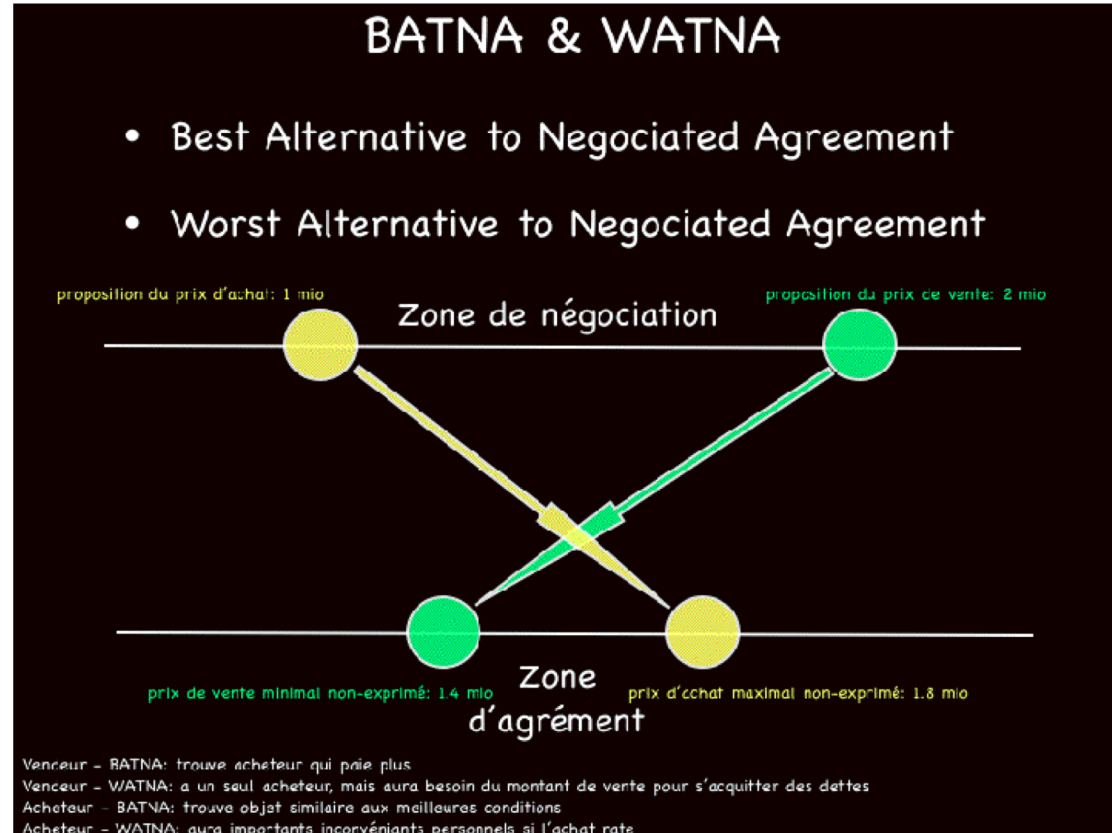 BATNA & WATNA
• Best Alternative to Negociated Agreement
• Worst Alternative to Negociated Agreement
proposition du prix d'achat: 1 mio
proposition du prix de vente: 2 mio
Zone de négociation
prix de vente minimal non-exprimé: 1.4 mio
Zone
d'agrément
prix d'achat maximal non-exprimé: 1.8 mio
Vendeur - BATNA: trouve acheteur qui paie plus
Vendeur - WATNA: a un seul acheteur, mais aura besoin du montant de vente pour s'acquitter des dettes
Acheteur - BATNA: trouve objet similaire aux meilleures conditions
Acheteur - WATNA: aura importants inconvéniants personnels si l'achat rate